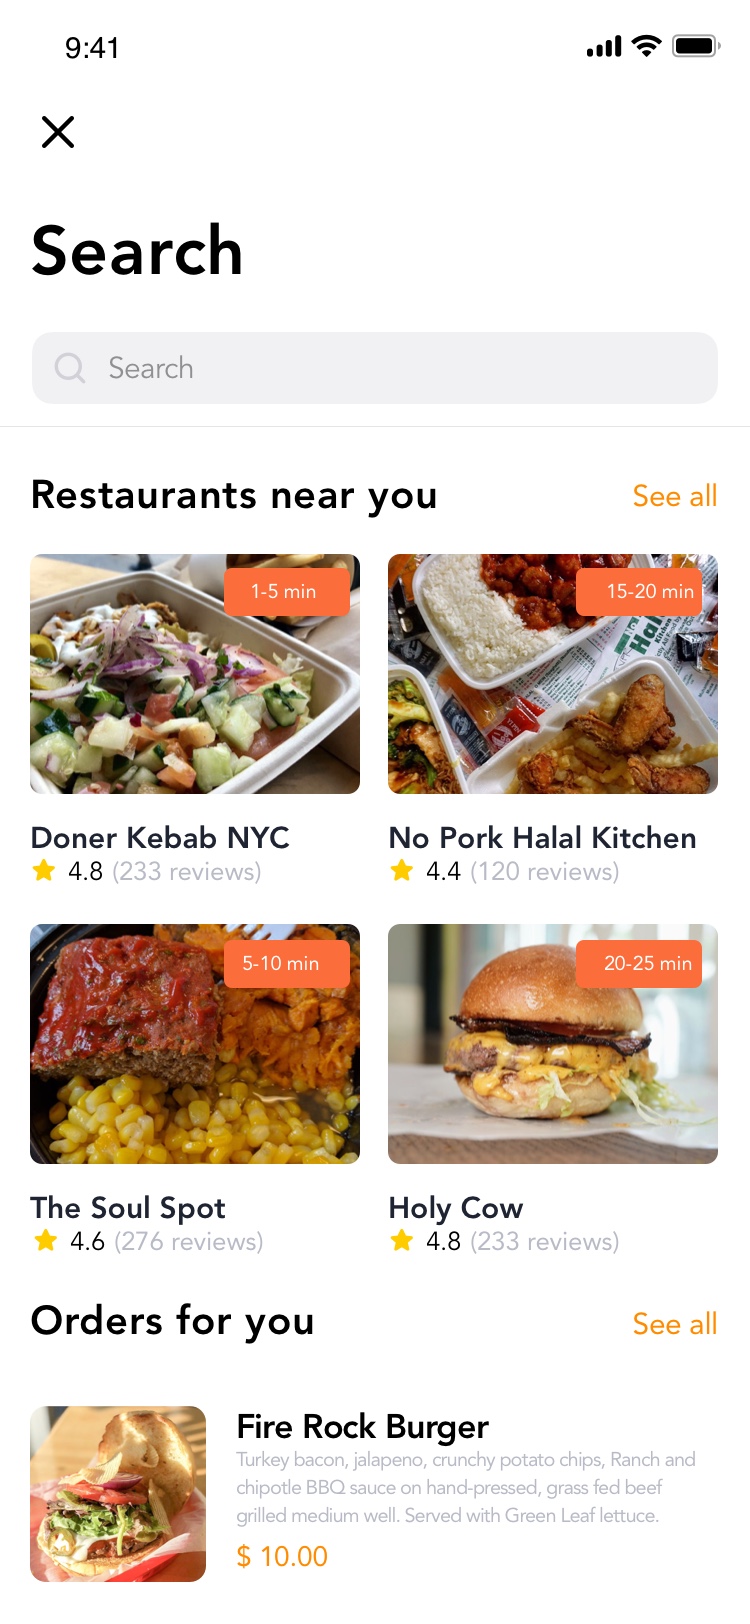 9:41
Search
Search
Restaurants near you
See all
1-5 min
15-20 min
Hal
Kitchen
Doner Kebab NYC
No Pork Halal Kitchen
4.8 (233 reviews)
4.4 (120 reviews)
5-10 min
20-25 min
The Soul Spot
Holy Cow
4.6 (276 reviews)
4.8 (233 reviews)
Orders for you
See all
Fire Rock Burger
Turkey bacon, jalapeno, crunchy potato chips, Ranch and
chipotle BBQ sauce on hand-pressed, grass fed beef
grilled medium well. Served with Green Leaf lettuce.
$ 10.00